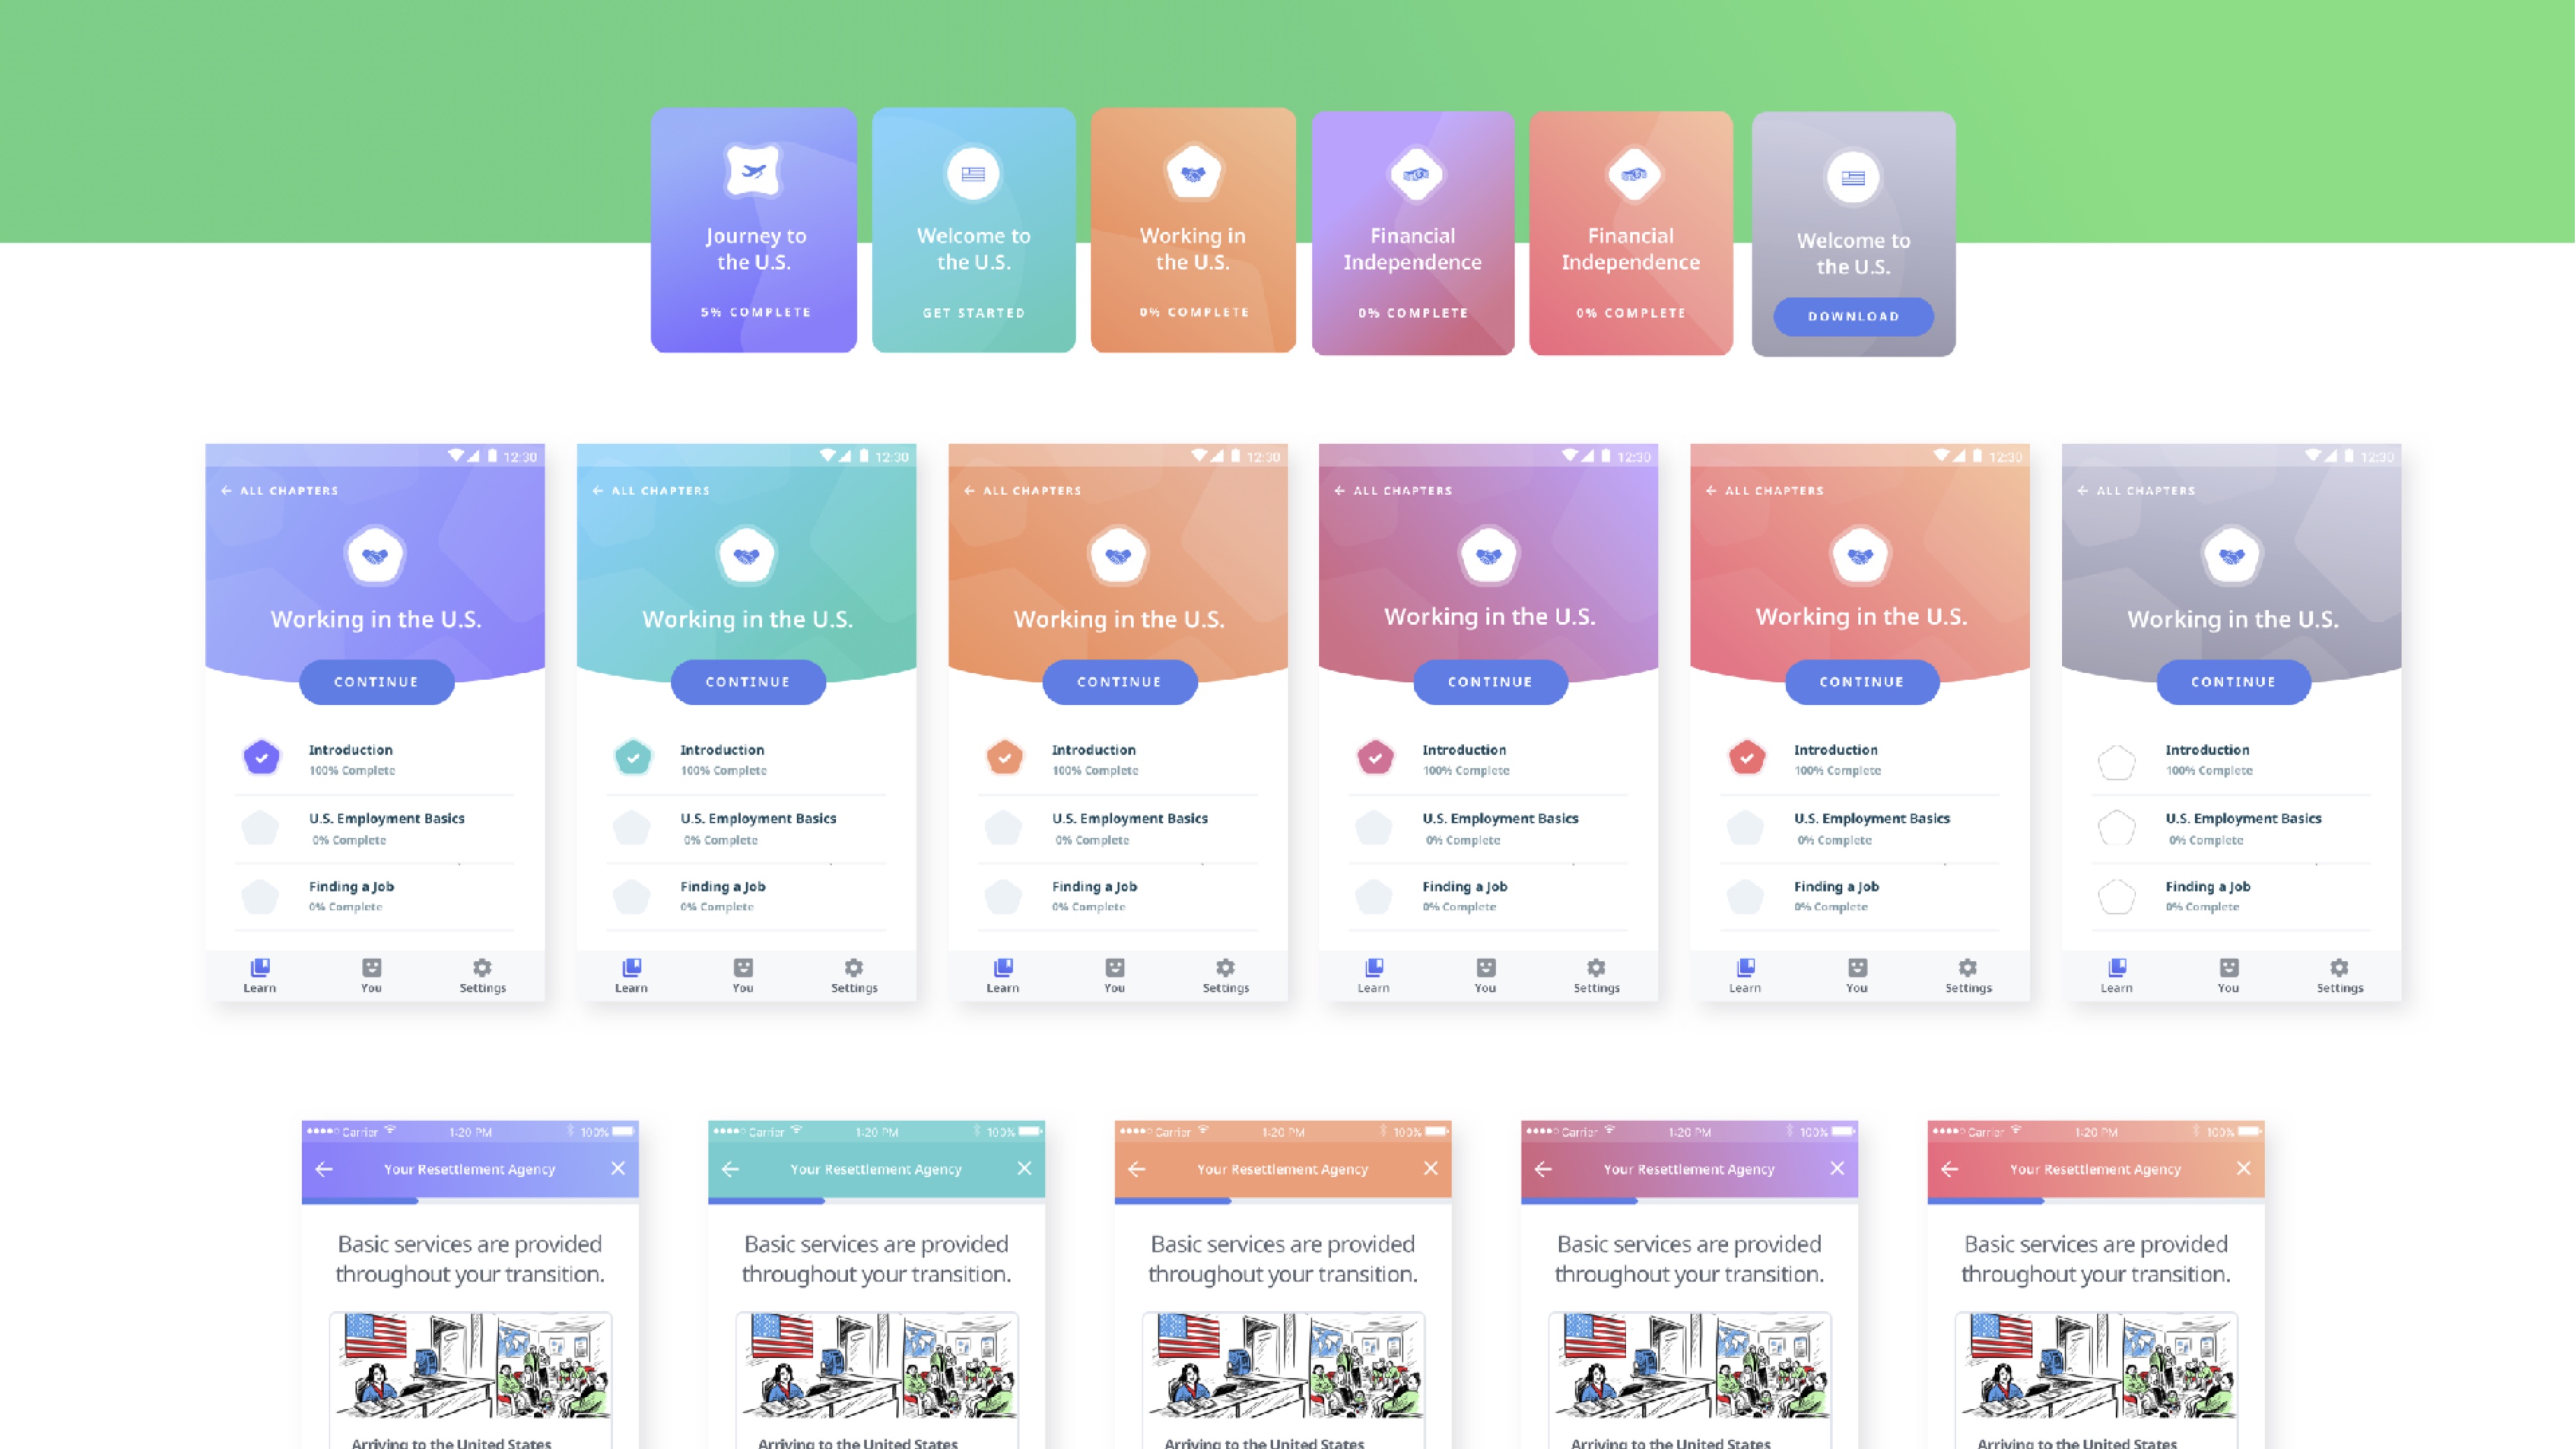 Journey to
the U.S.
5% COMPLETE
Welcome to
the U.S.
GET STARTED
Working in
the U.S.
0% COMPLETE
Financial
Independence
0% COMPLETE
Financial
Independence
0% COMPLETE
Welcome to
the U.S.
DOWNLOAD
12:30
← ALL CHAPTERS
Working in the U.S.
CONTINUE
Introduction
100% Complete
U.S. Employment Basics
0% Complete
Finding a Job
0% Complete
Learn You Settings
12:30
← ALL CHAPTERS
Working in the U.S.
CONTINUE
Introduction
100% Complete
U.S. Employment Basics
0% Complete
Finding a Job
0% Complete
Learn You Settings
12:30
← ALL CHAPTERS
Working in the U.S.
CONTINUE
Introduction
100% Complete
U.S. Employment Basics
0% Complete
Finding a Job
0% Complete
Learn You Settings
12:30
← ALL CHAPTERS
Working in the U.S.
CONTINUE
Introduction
100% Complete
U.S. Employment Basics
0% Complete
Finding a Job
0% Complete
Learn You Settings
12:30
← ALL CHAPTERS
Working in the U.S.
CONTINUE
Introduction
100% Complete
U.S. Employment Basics
0% Complete
Finding a Job
0% Complete
Learn You Settings
12:30
← ALL CHAPTERS
Working in the U.S.
CONTINUE
Introduction
100% Complete
U.S. Employment Basics
0% Complete
Finding a Job
0% Complete
Learn You Settings
Carrier 1:20 PM 100%
Your Resettlement Agency
Basic services are provided
throughout your transition.
Arriving to the United States
Carrier 1:20 PM 100%
Your Resettlement Agency
Basic services are provided
throughout your transition.
Arriving to the United States
Carrier 1:20 PM 100%
Your Resettlement Agency
Basic services are provided
throughout your transition.
Arriving to the United States
Carrier 1:20 PM 100%
Your Resettlement Agency
Basic services are provided
throughout your transition.
Arriving to the United States
Carrier 1:20 PM 100%
Your Resettlement Agency
Basic services are provided
throughout your transition.
Arriving to the United States